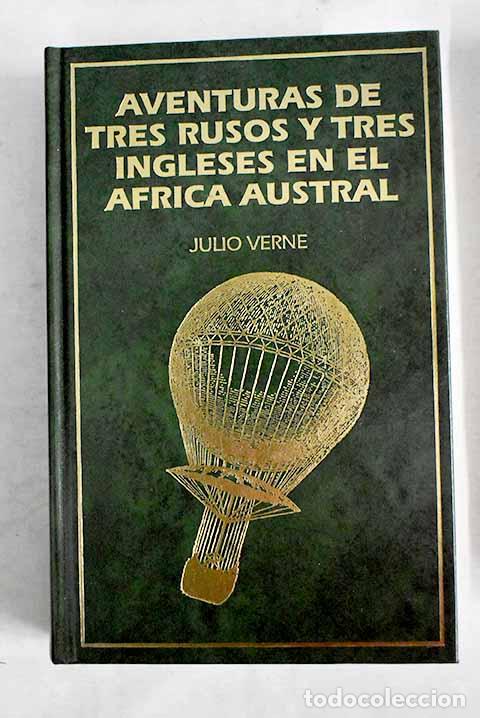 AVENTURAS DE
TRES RUSOS Y TRES
INGLESES EN EL
AFRICA AUSTRAL
JULIO VERNE
todocoleccion